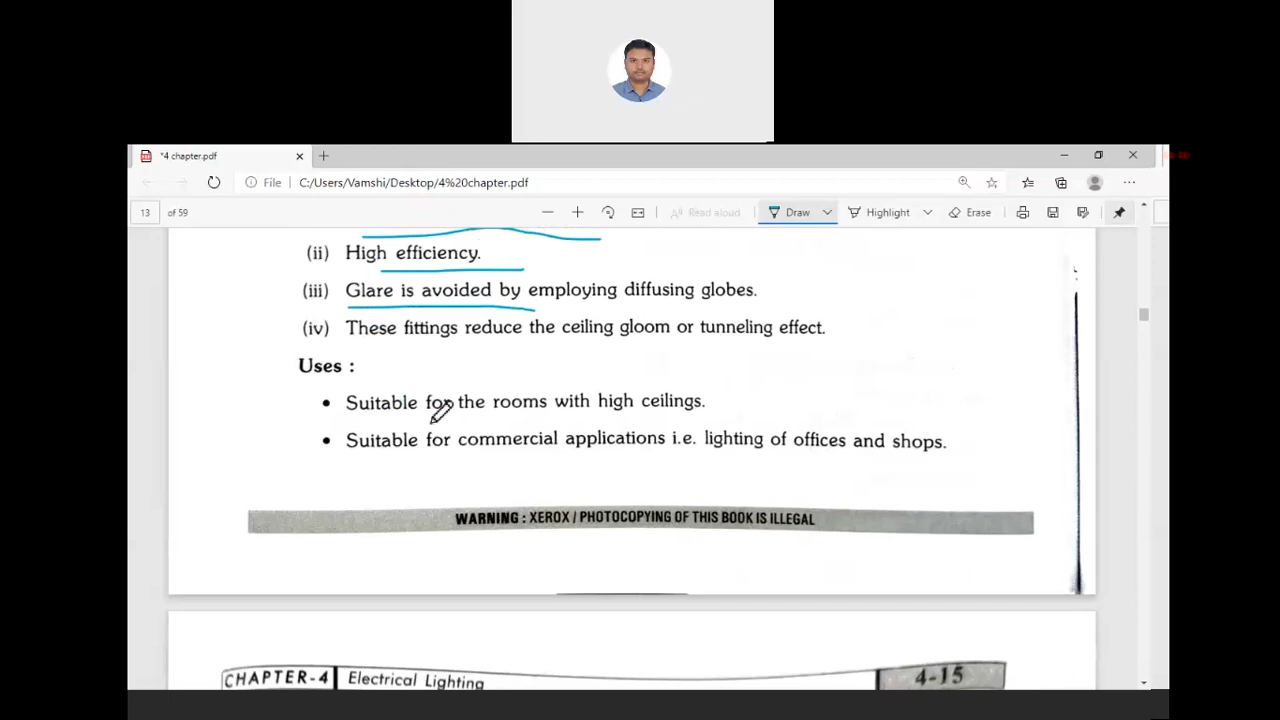 *4 chapter.pdf
File
C:/Users/Vamshi/Desktop/4%20chapter.pdf
13 of 59
Read aloud
Draw
Highlight
Erase
(ii) High efficiency.
(iii) Glare is avoided by employing diffusing globes.
(iv) These fittings reduce the ceiling gloom or tunneling effect.
Uses :
• Suitable for the rooms with high ceilings.
• Suitable for commercial applications i.e. lighting of offices and shops.
WARNING : XEROX / PHOTOCOPYING OF THIS BOOK IS ILLEGAL
CHAPTER-4 Electrical Lighting 4-15